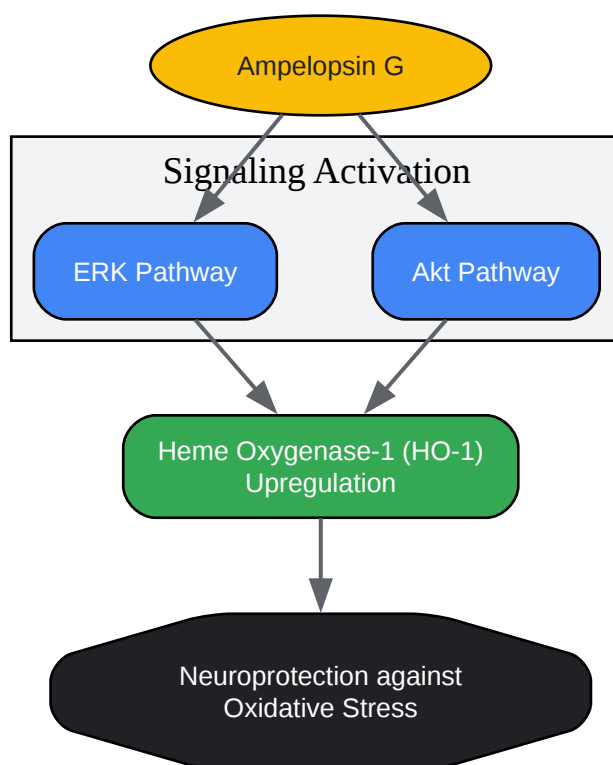 Ampelopsin G
Signaling Activation
ERK Pathway
Akt Pathway
Heme Oxygenase-1 (HO-1)
Upregulation
Neuroprotection against
Oxidative Stress